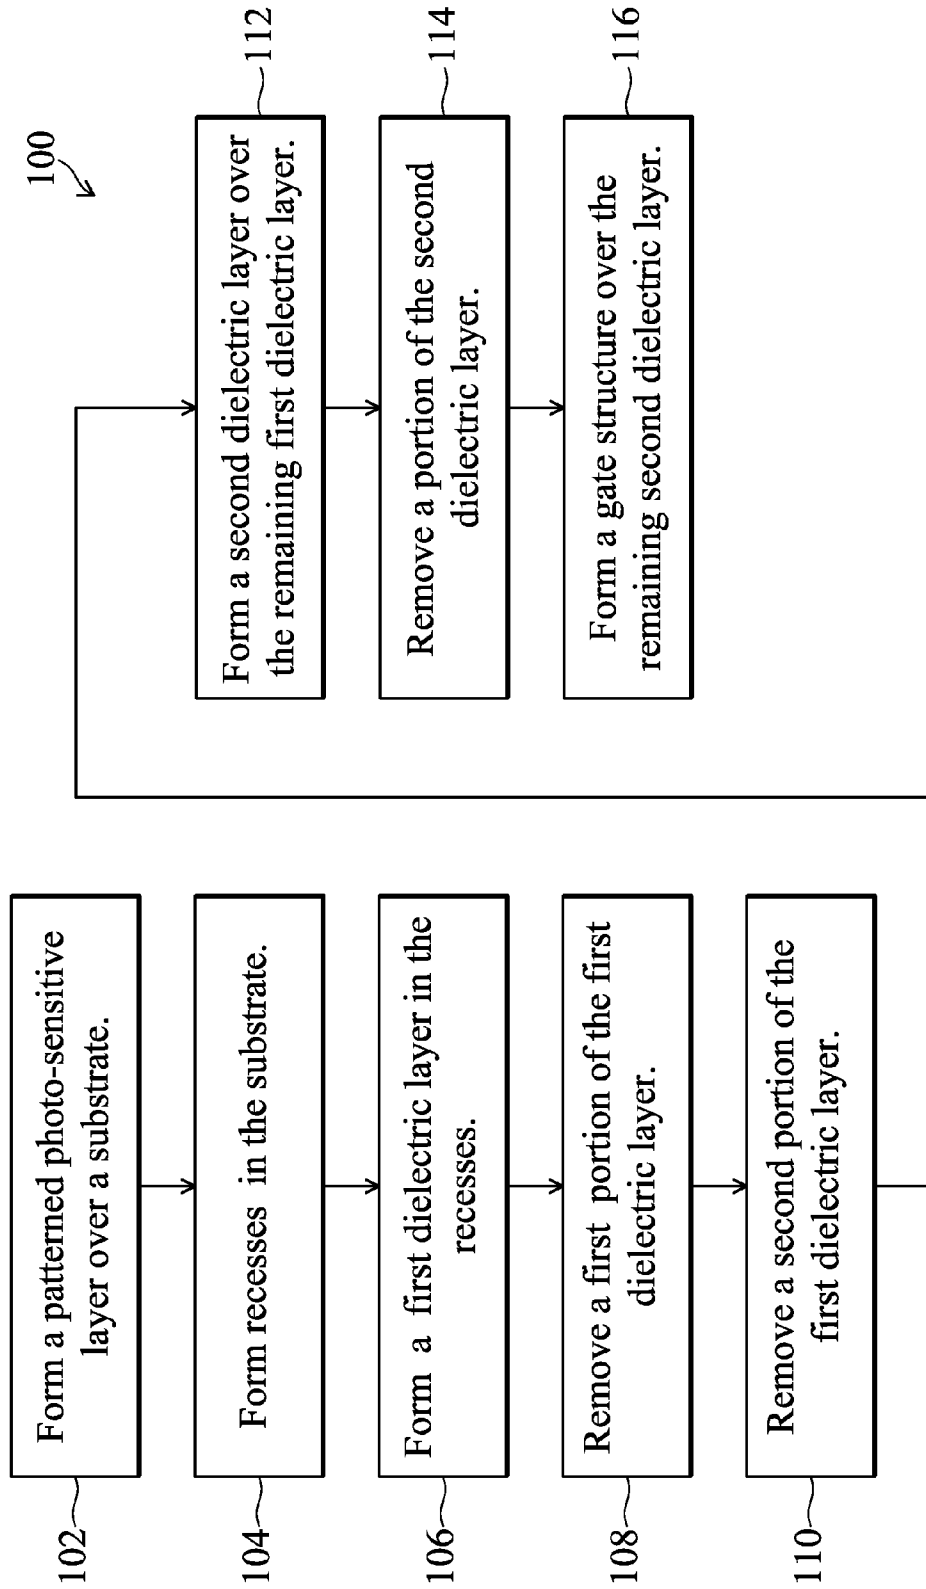 100
102
Form a patterned photo-sensitive
layer over a substrate.
104
Form recesses in the substrate.
106
Form a first dielectric layer in the
recesses.
108
Remove a first portion of the first
dielectric layer.
110
Remove a second portion of the
first dielectric layer.
Form a second dielectric layer over
the remaining first dielectric layer.
112
Remove a portion of the second
dielectric layer.
114
Form a gate structure over the
remaining second dielectric layer.
116